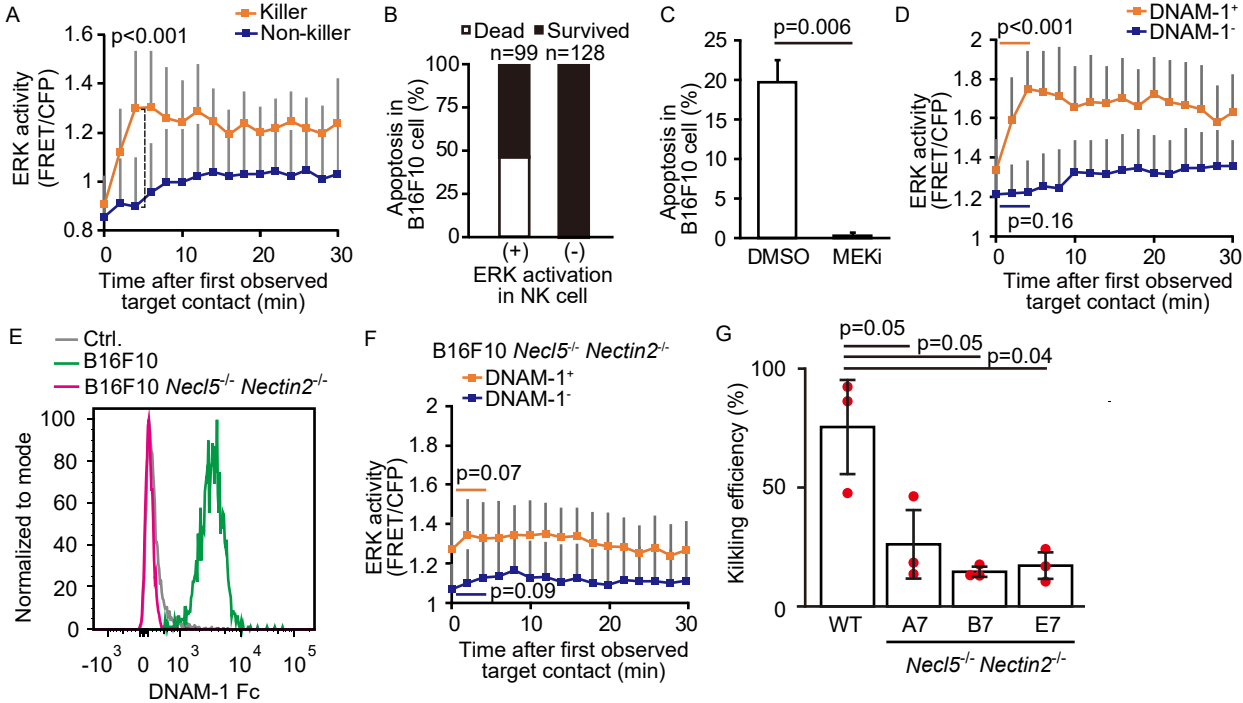 A
Killer
Non-killer
p<0.001
ERK activity
(FRET/CFP)
1.6
1.4
1.2
1
0.8
0
10
20
30
Time after first observed
target contact (min)
B
Dead
Survived
n=99
n=128
Apoptosis in
B16F10 cell (%)
100
75
50
25
0
(+)
(-)
ERK activation
in NK cell
C
p=0.006
Apoptosis in
B16F10 cell (%)
25
20
15
10
5
0
DMSO
MEKi
D
DNAM-1+
DNAM-1-
p<0.001
ERK activity
(FRET/CFP)
2
1.8
1.6
1.4
1.2
1
p=0.16
0
10
20
30
Time after first observed
target contact (min)
E
Ctrl.
B16F10
B16F10 Necl5-/- Nectin2-/-
Normalized to mode
100
80
60
40
20
0
-10³
0
10³
10⁴
10⁵
DNAM-1 Fc
F
B16F10 Necl5-/- Nectin2-/-
DNAM-1+
DNAM-1-
ERK activity
(FRET/CFP)
2
1.8
1.6
1.4
1.2
1
p=0.07
p=0.09
0
10
20
30
Time after first observed
target contact (min)
G
p=0.05
p=0.05
p=0.04
Kilkling efficiency (%)
100
50
0
WT
A7
B7
E7
Necl5-/- Nectin2-/-